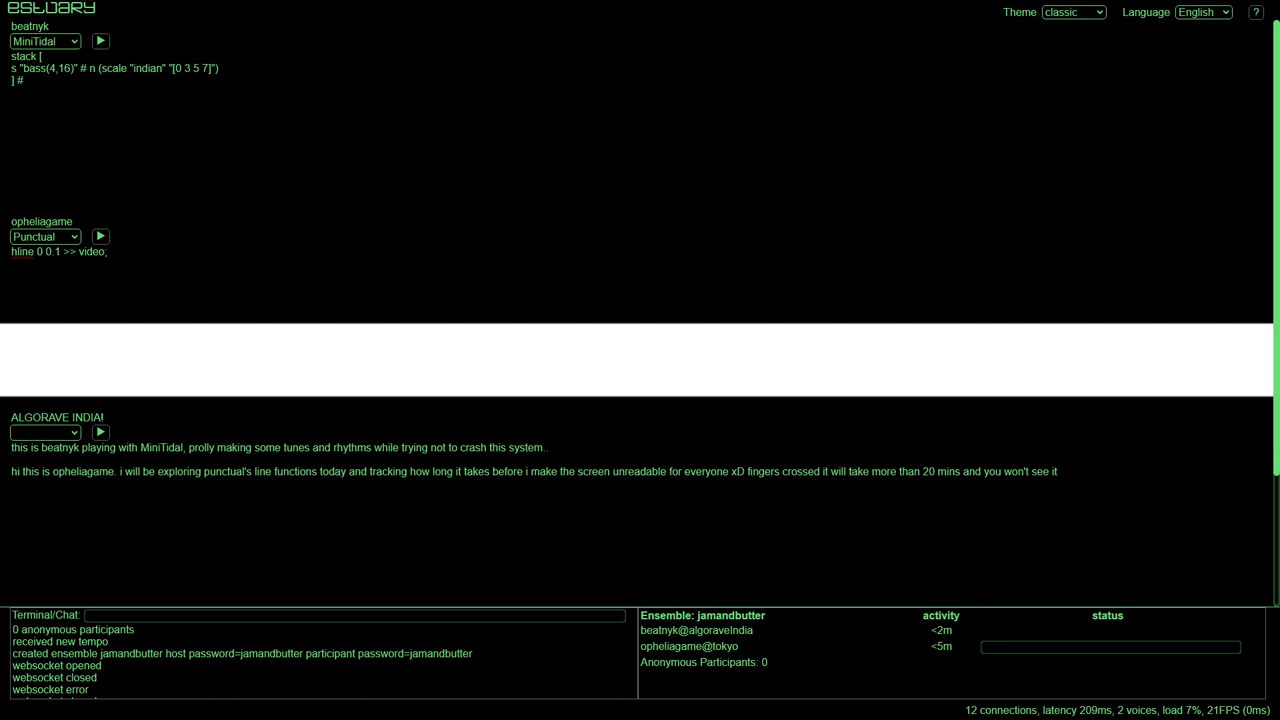 estuary
Theme classic Language English ?
beatnyk
MiniTidal
stack [
s "bass(4,16)" # n (scale "indian" "[0 3 5 7]")
] #
opheliagame
Punctual
hline 0 0.1 >> video;
ALGORAVE INDIA!
this is beatnyk playing with MiniTidal, prolly making some tunes and rhythms while trying not to crash this system..
hi this is opheliagame. i will be exploring punctual's line functions today and tracking how long it takes before i make the screen unreadable for everyone xD fingers crossed it will take more than 20 mins and you won't see it
Terminal/Chat:
0 anonymous participants
received new tempo
created ensemble jamandbutter host password=jamandbutter participant password=jamandbutter
websocket opened
websocket closed
websocket error
Ensemble: jamandbutter activity status
beatnyk@algoraveIndia <2m
opheliagame@tokyo <5m
Anonymous Participants: 0
12 connections, latency 209ms, 2 voices, load 7%, 21FPS (0ms)